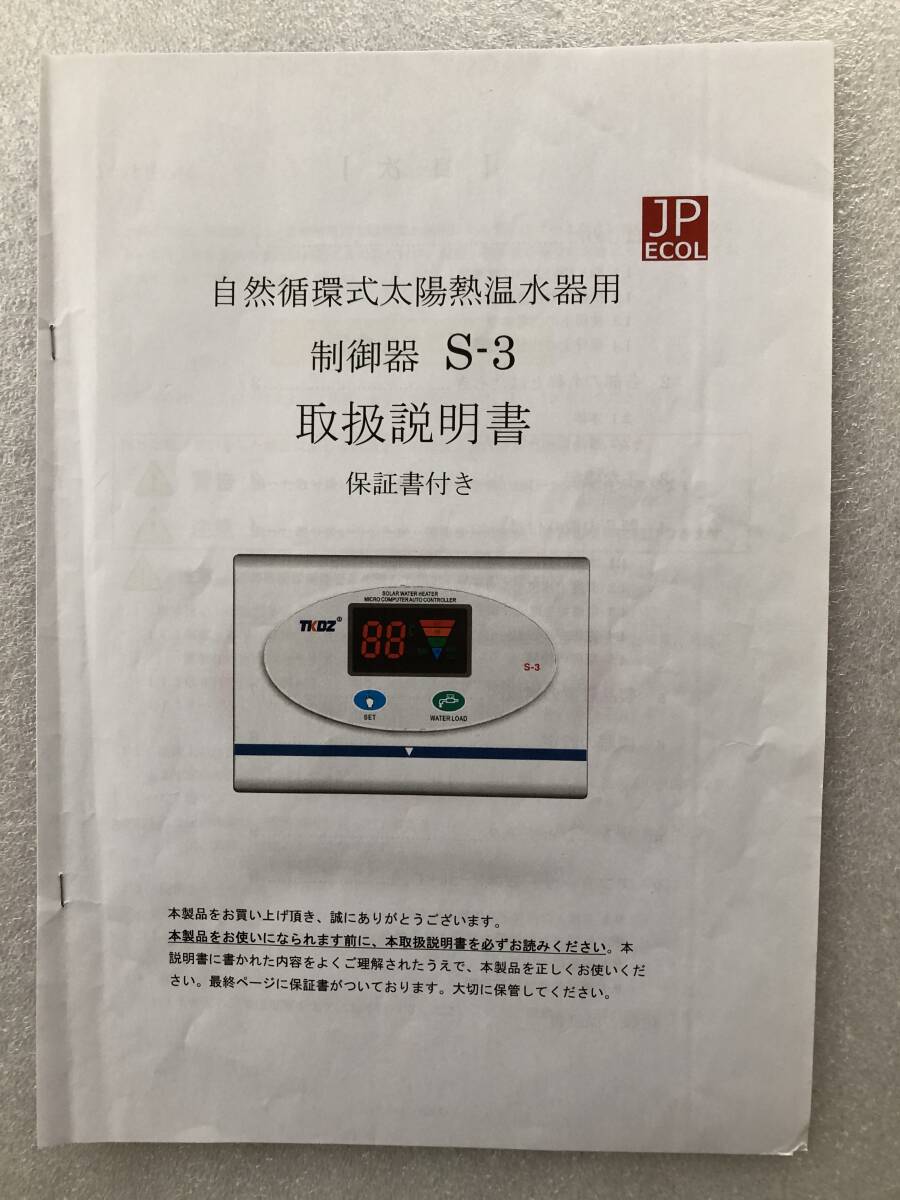 JP
ECOL
自然循環式太陽熱温水器用
制御器 S-3
取扱説明書
保証書付き
SOLAR WATER HEATER
MICRO COMPUTER AUTO CONTROLLER
TKDZ®
88
S-3
SET
WATER LOAD
本製品をお買い上げ頂き、誠にありがとうございます。
本製品をお使いになられます前に、本取扱説明書を必ずお読みください。本
説明書に書かれた内容をよくご理解されたうえで、本製品を正しくお使いくだ
さい。最終ページに保証書がついております。大切に保管してください。